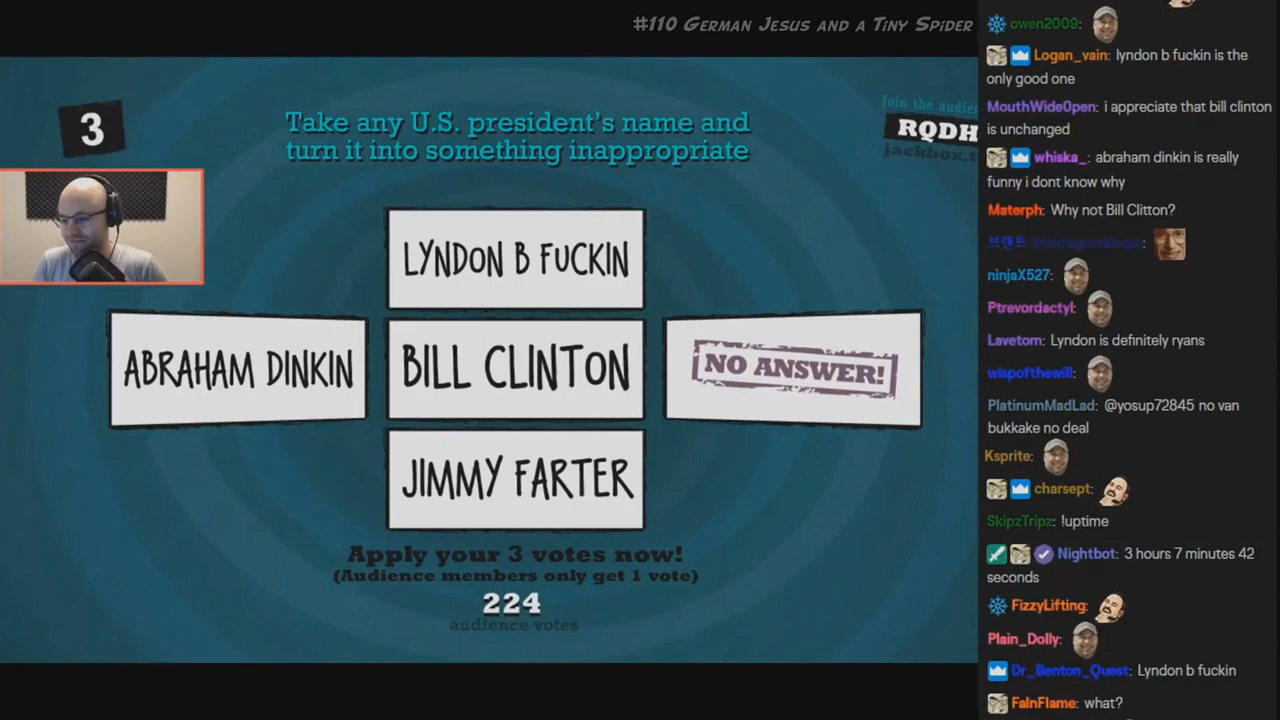 #110 German Jesus and a Tiny Spider
3
Take any U.S. president's name and
turn it into something inappropriate
Join the audien
RQDH
jackbox.t
LYNDON B FUCKIN
ABRAHAM DINKIN
BILL CLINTON
NO ANSWER!
JIMMY FARTER
Apply your 3 votes now!
(Audience members only get 1 vote)
224
audience votes
owen2009:
Logan_vain: lyndon b fuckin is the
only good one
MouthWide0pen: i appreciate that bill clinton
is unchanged
whiska_: abraham dinkin is really
funny i dont know why
Materph: Why not Bill Clitton?
브랜트
ninjaX527:
Ptrevordactyl:
Lavetom: Lyndon is definitely ryans
wispofthewill:
PlatinumMadLad: @yosup72845 no van
bukkake no deal
Ksprite:
charsept:
SkipzTripz: !uptime
Nightbot: 3 hours 7 minutes 42
seconds
FizzyLifting:
Plain_Dolly:
Dr_Benton_Quest: Lyndon b fuckin
FalnFlame: what?